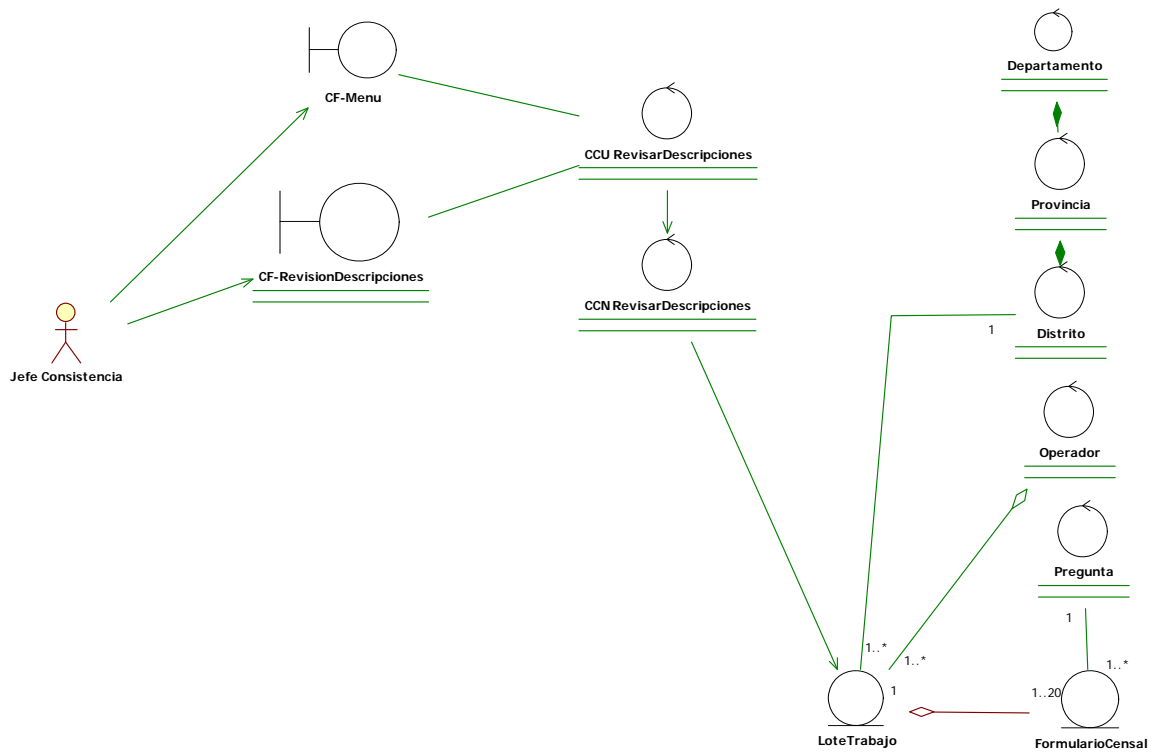 Departamento
CF-Menu
CCU RevisarDescripciones
Provincia
CF-RevisionDescripciones
CCN RevisarDescripciones
1
Distrito
Jefe Consistencia
Operador
Pregunta
1
1..*
1..*
1..*
1
1..20
LoteTrabajo
FormularioCensal